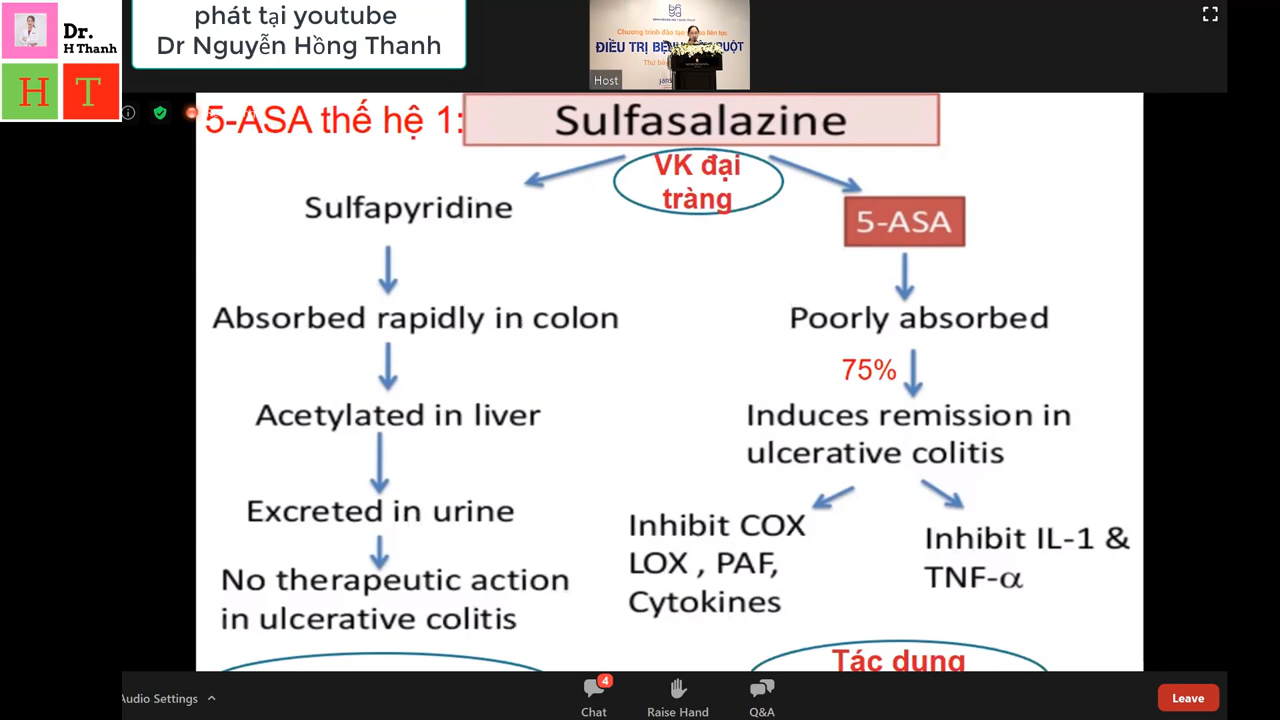 Dr.
H Thanh
H T
phát tại youtube
Dr Nguyễn Hồng Thanh
ĐIỀU TRỊ BỆNH
Host
5-ASA thế hệ 1:
Sulfasalazine
VK đại
tràng
Sulfapyridine
5-ASA
Absorbed rapidly in colon
Poorly absorbed
75%
Acetylated in liver
Induces remission in
ulcerative colitis
Excreted in urine
Inhibit COX
LOX , PAF,
Cytokines
Inhibit IL-1 &
TNF-α
No therapeutic action
in ulcerative colitis
Tác dụng
Audio Settings
4
Chat
Raise Hand
Q&A
Leave